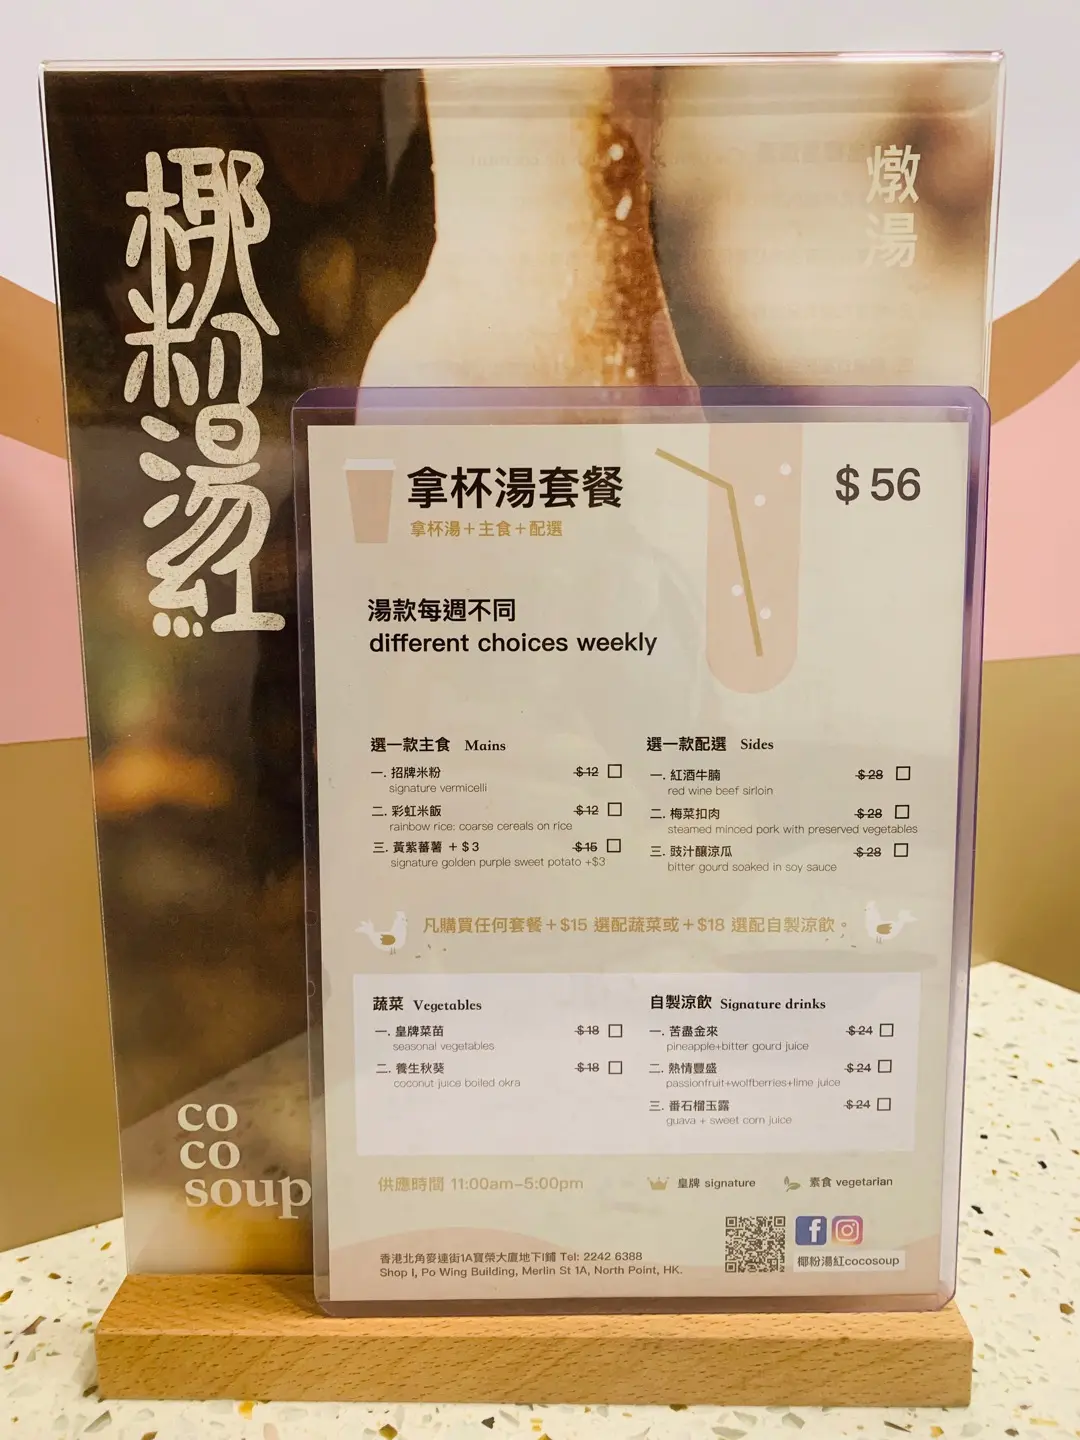 椰粉湯紅
燉湯
拿杯湯套餐
$ 56
拿杯湯＋主食＋配選
湯款每週不同
different choices weekly
選一款主食 Mains
一. 招牌米粉 $12
signature vermicelli
二. 彩虹米飯 $12
rainbow rice: coarse cereals on rice
三. 黃紫蕃薯 + $3 $15
signature golden purple sweet potato +$3
選一款配選 Sides
一. 紅酒牛腩 $28
red wine beef sirloin
二. 梅菜扣肉 $28
steamed minced pork with preserved vegetables
三. 豉汁釀涼瓜 $28
bitter gourd soaked in soy sauce
凡購買任何套餐＋$15 選配蔬菜或＋$18 選配自製涼飲。
蔬菜 Vegetables
一. 皇牌菜苗 $18
seasonal vegetables
二. 養生秋葵 $18
coconut juice boiled okra
自製涼飲 Signature drinks
一. 苦盡金來 $24
pineapple+bitter gourd juice
二. 熱情豐盛 $24
passionfruit+wolfberries+lime juice
三. 番石榴玉露 $24
guava + sweet corn juice
供應時間 11:00am-5:00pm
皇牌 signature
素食 vegetarian
香港北角麥連街1A寶榮大廈地下I鋪 Tel: 2242 6388
Shop I, Po Wing Building, Merlin St 1A, North Point, HK.
椰粉湯紅cocosoup
co
co
soup